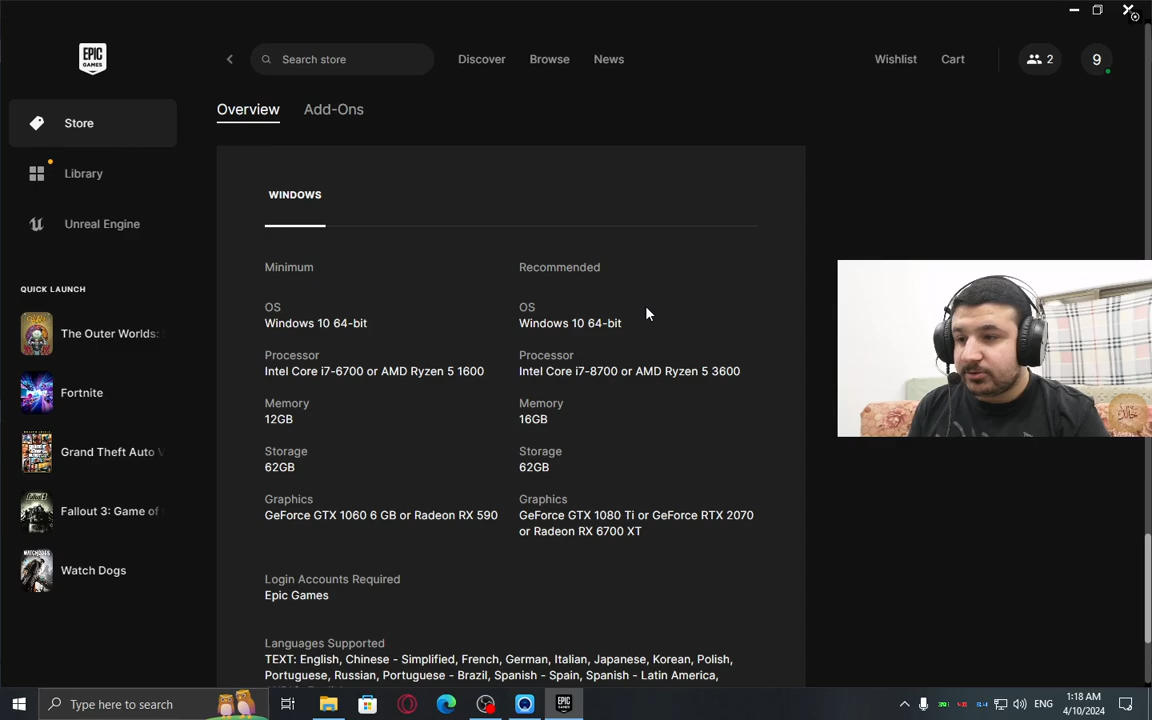 EPIC
GAMES
Search store
Discover
Browse
News
Wishlist
Cart
2
9
Overview
Add-Ons
Store
Library
Unreal Engine
QUICK LAUNCH
The Outer Worlds:
Fortnite
Grand Theft Auto V
Fallout 3: Game of
Watch Dogs
WINDOWS
Minimum
OS
Windows 10 64-bit
Processor
Intel Core i7-6700 or AMD Ryzen 5 1600
Memory
12GB
Storage
62GB
Graphics
GeForce GTX 1060 6 GB or Radeon RX 590
Recommended
OS
Windows 10 64-bit
Processor
Intel Core i7-8700 or AMD Ryzen 5 3600
Memory
16GB
Storage
62GB
Graphics
GeForce GTX 1080 Ti or GeForce RTX 2070
or Radeon RX 6700 XT
Login Accounts Required
Epic Games
Languages Supported
TEXT: English, Chinese - Simplified, French, German, Italian, Japanese, Korean, Polish,
Portuguese, Russian, Portuguese - Brazil, Spanish - Spain, Spanish - Latin America,
خالد
Type here to search
ENG
1:18 AM
4/10/2024